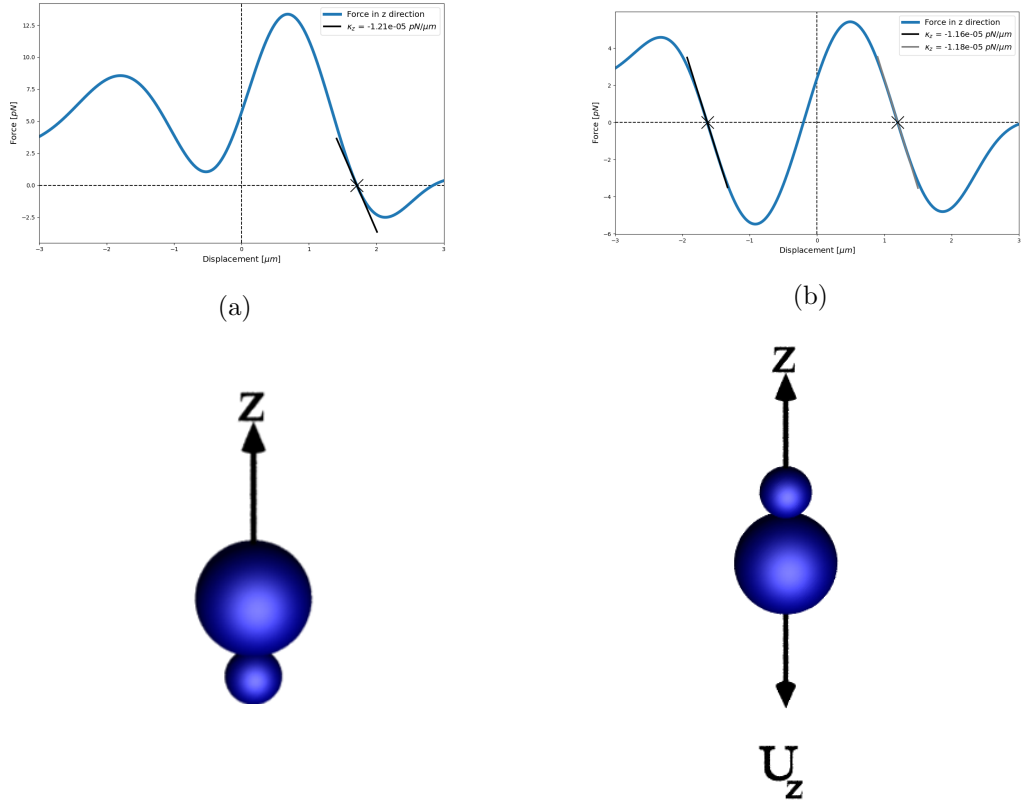 Force in z direction
κz = -1.21e-05 pN/μm
12.5
10.0
7.5
5.0
2.5
0.0
−2.5
Force [pN]
−3 −2 −1 0 1 2 3
Displacement [μm]
(a)
Force in z direction
κz = -1.16e-05 pN/μm
κz = -1.18e-05 pN/μm
4
2
0
−2
−4
−6
Force [pN]
−3 −2 −1 0 1 2 3
Displacement [μm]
(b)
Z
Z
Uz